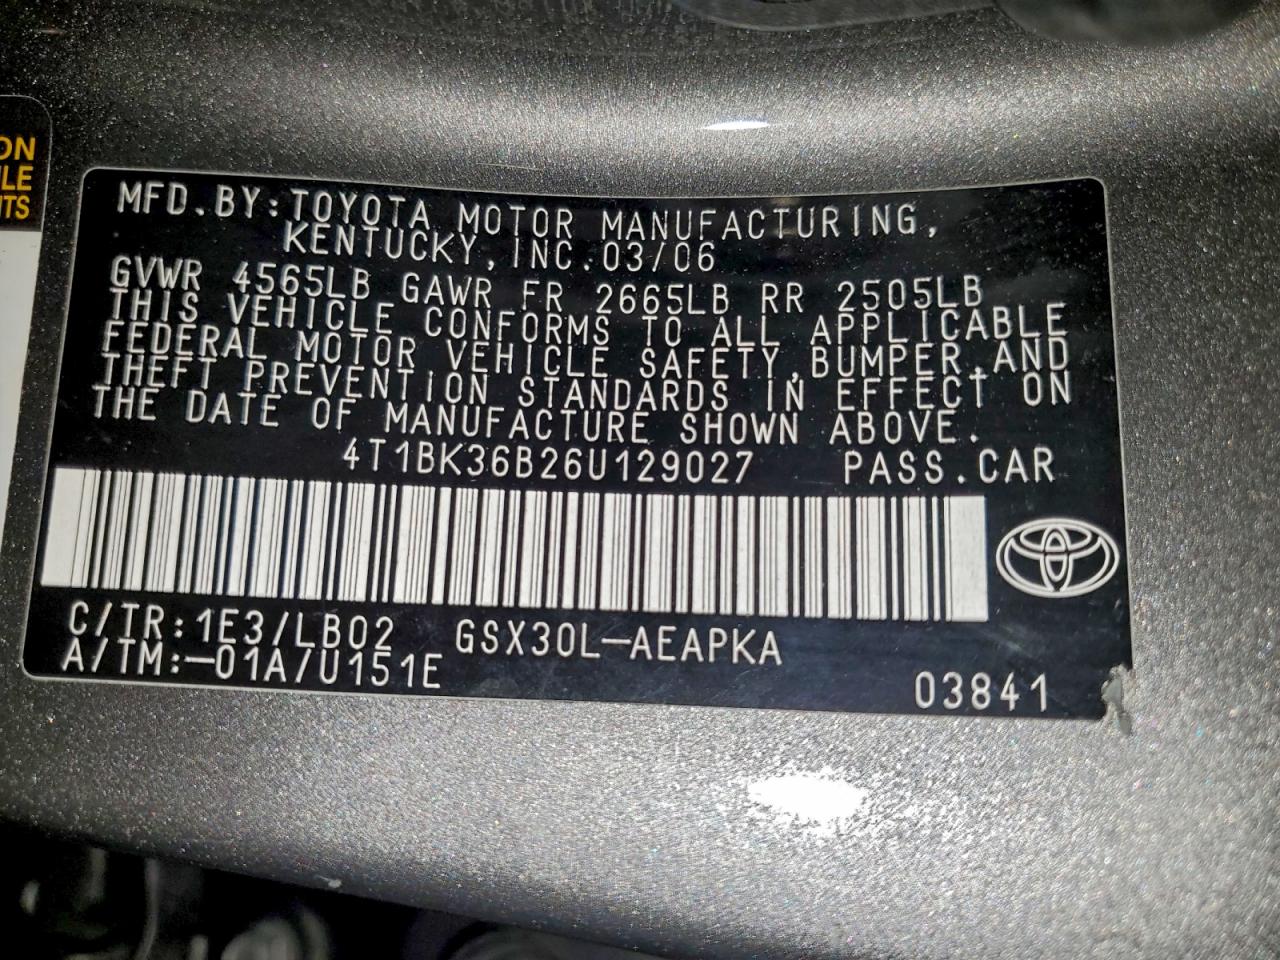 ON
LE
TS
MFD.BY:TOYOTA MOTOR MANUFACTURING,
KENTUCKY,INC.03/06
GVWR 4565LB GAWR FR 2665LB RR 2505LB
THIS VEHICLE CONFORMS TO ALL APPLICABLE
FEDERAL MOTOR VEHICLE SAFETY,BUMPER,AND
THEFT PREVENTION STANDARDS IN EFFECT ON
THE DATE OF MANUFACTURE SHOWN ABOVE.
4T1BK36B26U129027 PASS.CAR
C/TR:1E3/LB02 GSX30L-AEAPKA
A/TM:-01A/U151E
03841